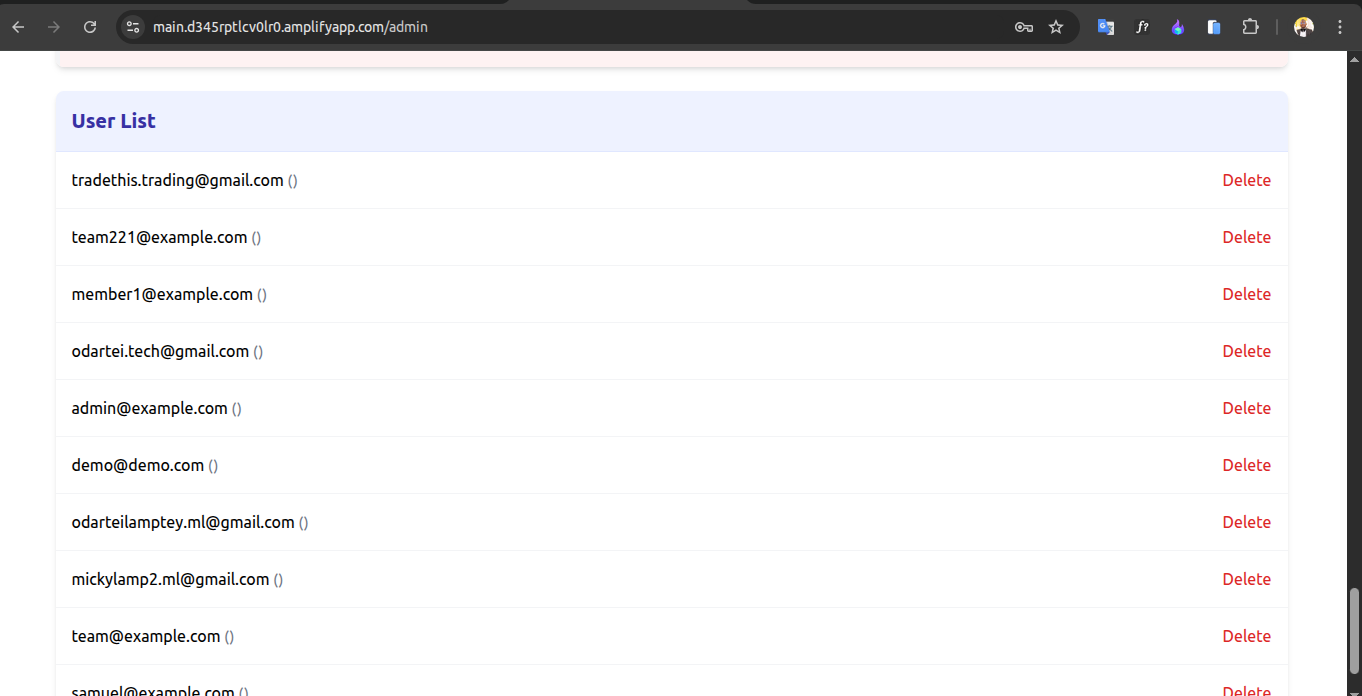 main.d345rptlcv0lr0.amplifyapp.com/admin
f?
User List
tradethis.trading@gmail.com () Delete
team221@example.com () Delete
member1@example.com () Delete
odartei.tech@gmail.com () Delete
admin@example.com () Delete
demo@demo.com () Delete
odarteilamptey.ml@gmail.com () Delete
mickylamp2.ml@gmail.com () Delete
team@example.com () Delete
samuel@example.com () Delete